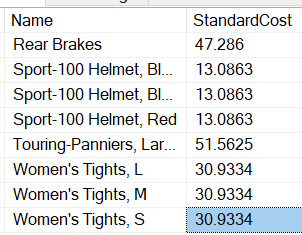 Name StandardCost
Rear Brakes 47.286
Sport-100 Helmet, Bl... 13.0863
Sport-100 Helmet, Bl... 13.0863
Sport-100 Helmet, Red 13.0863
Touring-Panniers, Lar... 51.5625
Women's Tights, L 30.9334
Women's Tights, M 30.9334
Women's Tights, S 30.9334